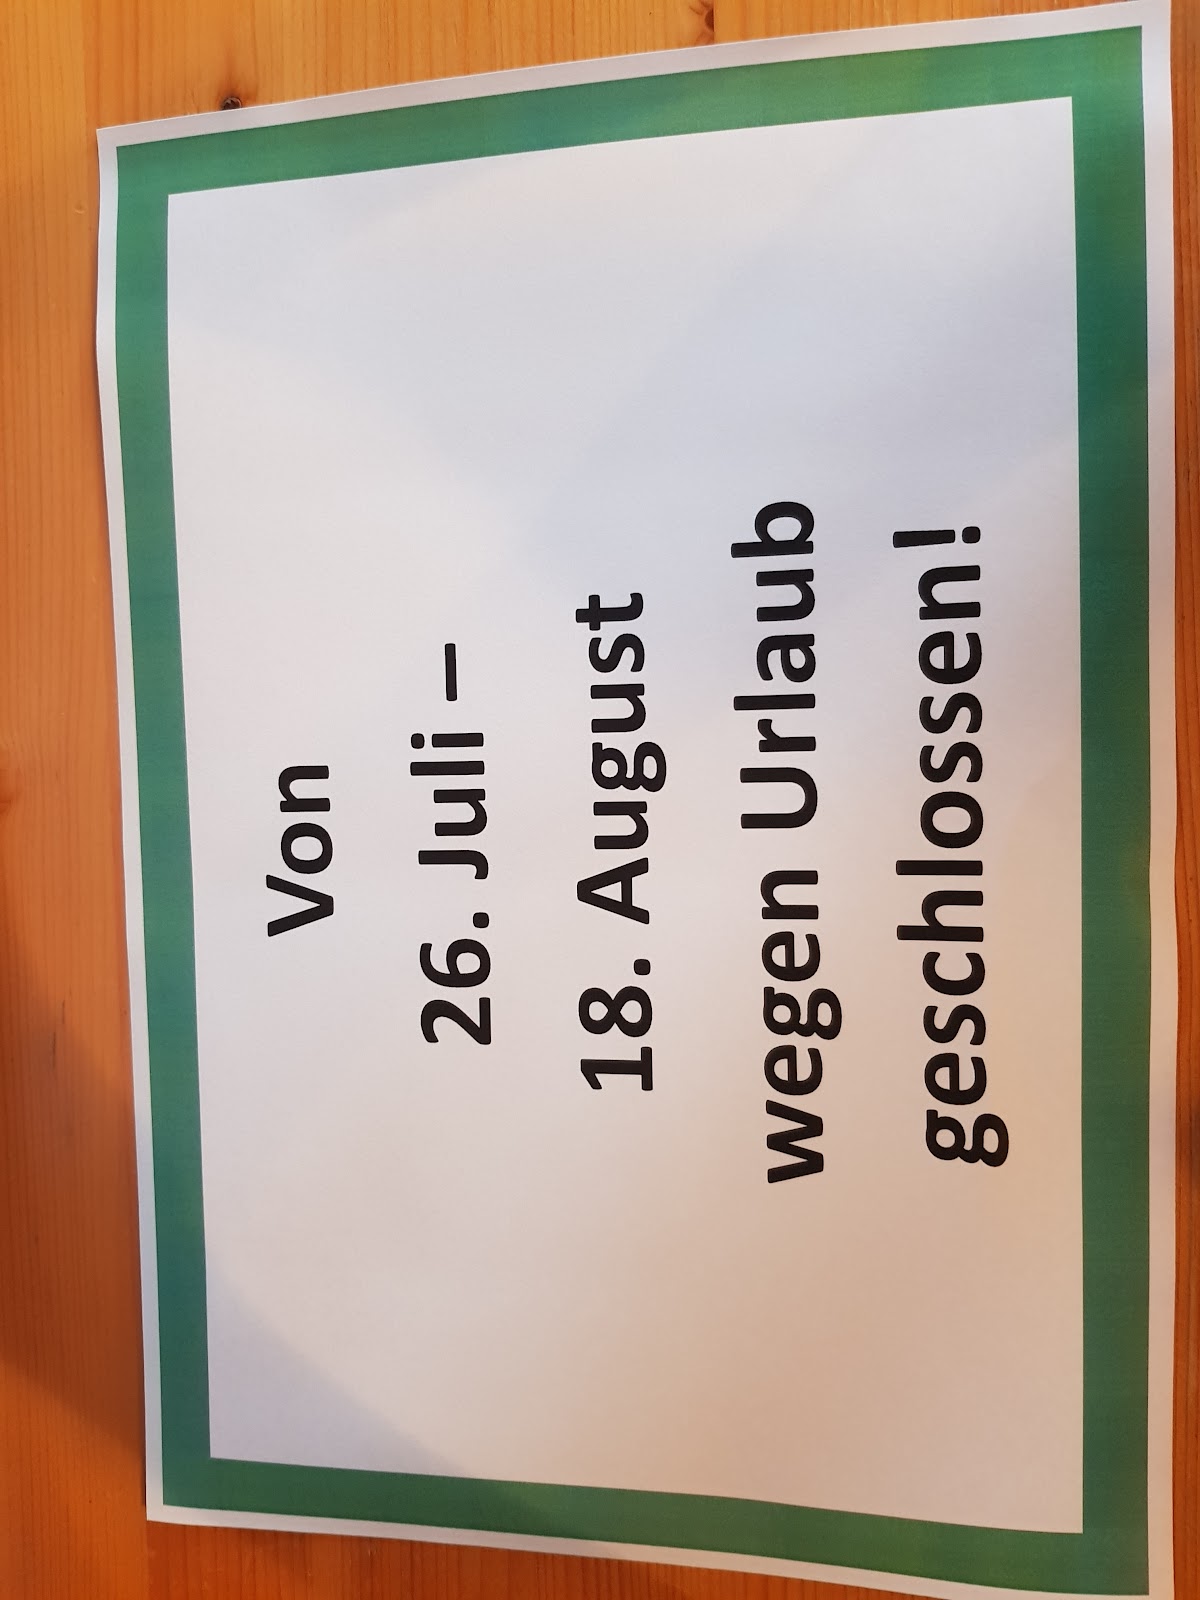 Von
26. Juli –
18. August
wegen Urlaub
geschlossen!